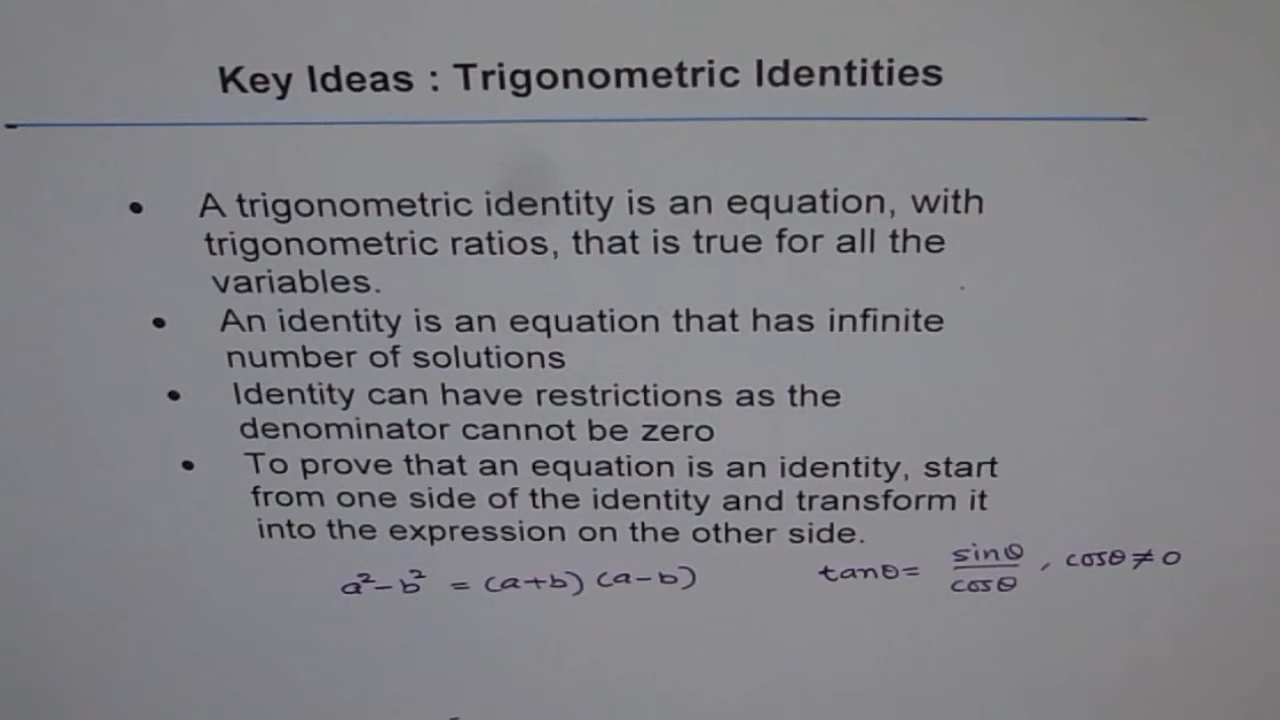 Key Ideas : Trigonometric Identities
• A trigonometric identity is an equation, with
trigonometric ratios, that is true for all the
variables.
• An identity is an equation that has infinite
number of solutions
• Identity can have restrictions as the
denominator cannot be zero
• To prove that an equation is an identity, start
from one side of the identity and transform it
into the expression on the other side.
a²-b² = (a+b) (a-b)
tanθ= sinθ/cosθ , cosθ≠0